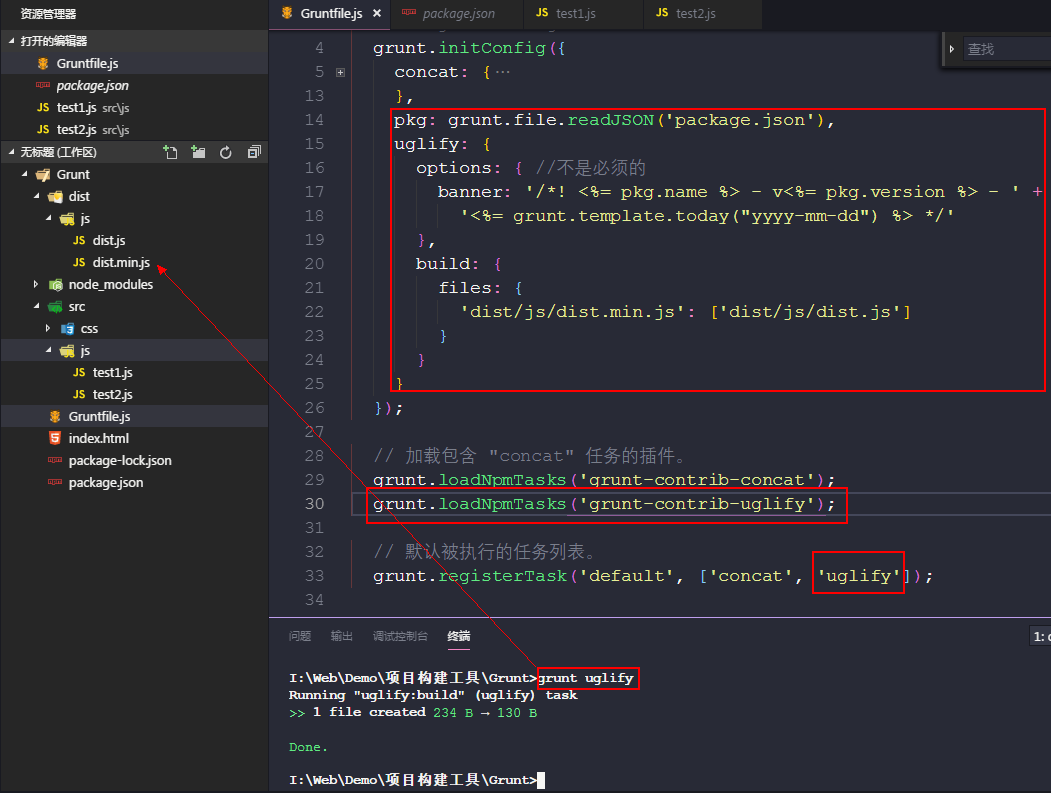 资源管理器
打开的编辑器
Gruntfile.js
package.json
test1.js src\js
test2.js src\js
无标题 (工作区)
Grunt
dist
js
dist.js
dist.min.js
node_modules
src
css
js
test1.js
test2.js
Gruntfile.js
index.html
package-lock.json
package.json
Gruntfile.js ×
package.json
JS test1.js
JS test2.js
查找
4 grunt.initConfig({
5 concat: {…
13 },
14 pkg: grunt.file.readJSON('package.json'),
15 uglify: {
16 options: { //不是必须的
17 banner: '/*! <%= pkg.name %> - v<%= pkg.version %> - ' +
18 '<%= grunt.template.today("yyyy-mm-dd") %> */'
19 },
20 build: {
21 files: {
22 'dist/js/dist.min.js': ['dist/js/dist.js']
23 }
24 }
25 }
26 });
27
28 // 加载包含 "concat" 任务的插件。
29 grunt.loadNpmTasks('grunt-contrib-concat');
30 grunt.loadNpmTasks('grunt-contrib-uglify');
31
32 // 默认被执行的任务列表。
33 grunt.registerTask('default', ['concat', 'uglify']);
34
问题 输出 调试控制台 终端
1:
I:\Web\Demo\项目构建工具\Grunt>grunt uglify
Running "uglify:build" (uglify) task
>> 1 file created 234 B → 130 B
Done.
I:\Web\Demo\项目构建工具\Grunt>